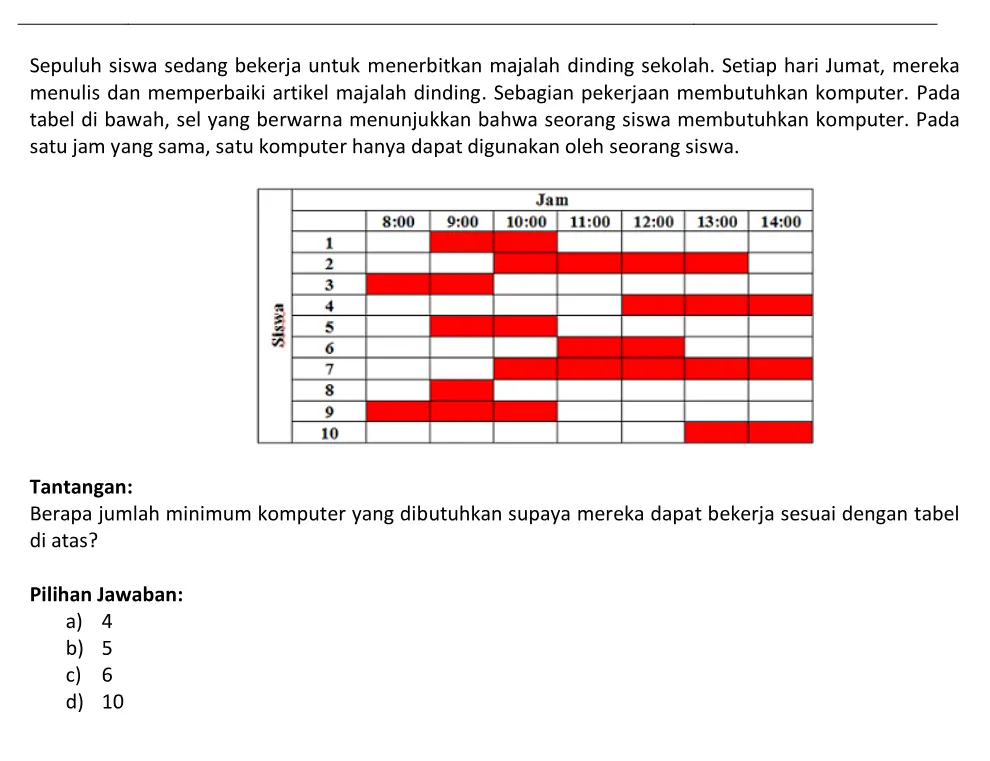 Sepuluh siswa sedang bekerja untuk menerbitkan majalah dinding sekolah. Setiap hari Jumat, mereka
menulis dan memperbaiki artikel majalah dinding. Sebagian pekerjaan membutuhkan komputer. Pada
tabel di bawah, sel yang berwarna menunjukkan bahwa seorang siswa membutuhkan komputer. Pada
satu jam yang sama, satu komputer hanya dapat digunakan oleh seorang siswa.
Jam
8:00 9:00 10:00 11:00 12:00 13:00 14:00
Siswa
1
2
3
4
5
6
7
8
9
10
Tantangan:
Berapa jumlah minimum komputer yang dibutuhkan supaya mereka dapat bekerja sesuai dengan tabel
di atas?
Pilihan Jawaban:
a) 4
b) 5
c) 6
d) 10